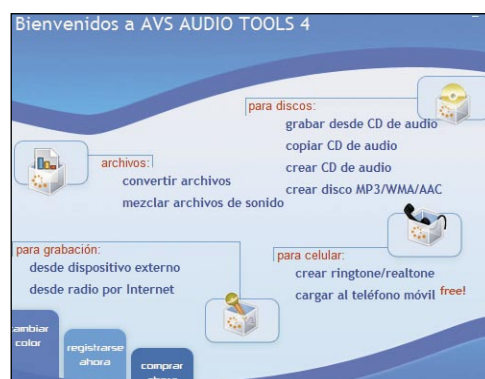 Bienvenidos a AVS AUDIO TOOLS 4
para discos:
grabar desde CD de audio
copiar CD de audio
crear CD de audio
crear disco MP3/WMA/AAC
archivos:
convertir archivos
mezclar archivos de sonido
para grabación:
desde dispositivo externo
desde radio por Internet
para celular:
crear ringtone/realtone
cargar al teléfono móvil free!
cambiar
color
registrarse
ahora
comprar
ahora